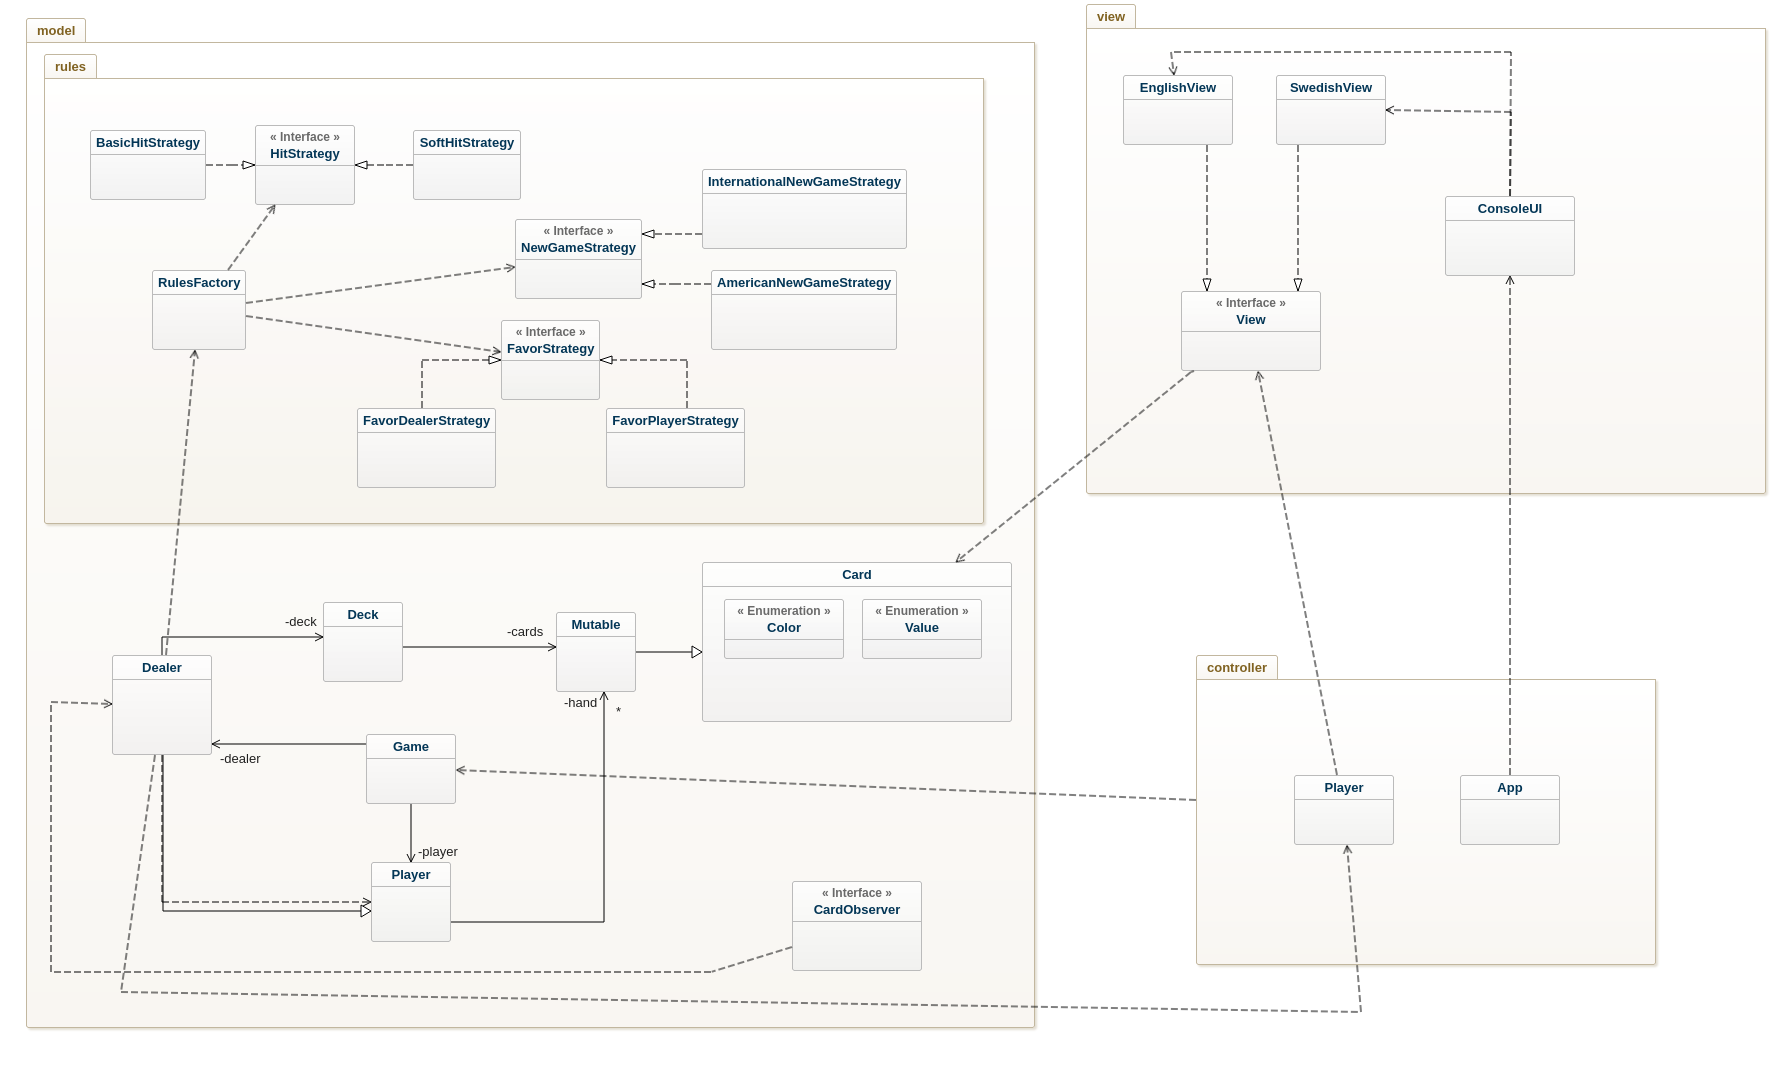 model
rules
BasicHitStrategy
« Interface »
HitStrategy
SoftHitStrategy
InternationalNewGameStrategy
« Interface »
NewGameStrategy
RulesFactory
AmericanNewGameStrategy
« Interface »
FavorStrategy
FavorDealerStrategy
FavorPlayerStrategy
Card
« Enumeration »
Color
« Enumeration »
Value
-deck
Deck
-cards
Mutable
Dealer
-hand
*
-dealer
Game
-player
Player
« Interface »
CardObserver
view
EnglishView
SwedishView
ConsoleUI
« Interface »
View
controller
Player
App